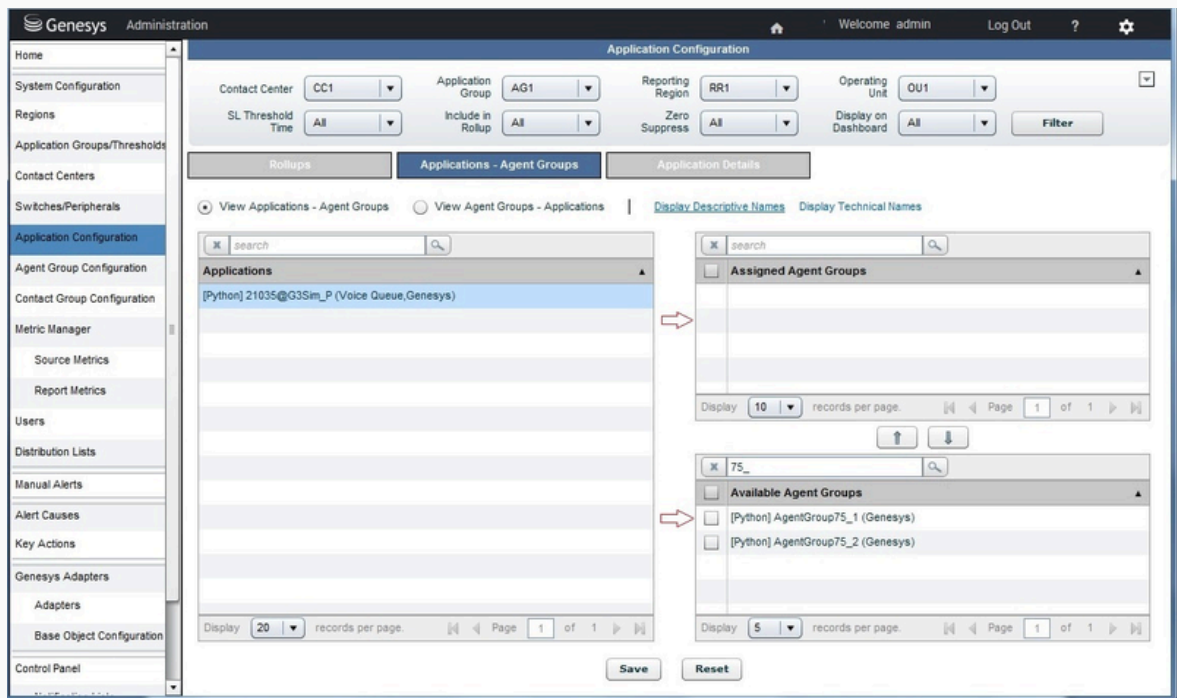 Genesys Administration
Welcome admin
Log Out
?
Home
System Configuration
Regions
Application Groups/Thresholds
Contact Centers
Switches/Peripherals
Application Configuration
Agent Group Configuration
Contact Group Configuration
Metric Manager
Source Metrics
Report Metrics
Users
Distribution Lists
Manual Alerts
Alert Causes
Key Actions
Genesys Adapters
Adapters
Base Object Configuration
Control Panel
Application Configuration
Contact Center CC1
Application Group AG1
Reporting Region RR1
Operating Unit OU1
SL Threshold Time All
Include in Rollup All
Zero Suppress All
Display on Dashboard All
Filter
Rollups
Applications - Agent Groups
Application Details
View Applications - Agent Groups
View Agent Groups - Applications
|
Display Descriptive Names
Display Technical Names
x search
Applications
[Python] 21035@G3Sim_P (Voice Queue,Genesys)
Display 20 records per page. Page 1 of 1
x search
Assigned Agent Groups
Display 10 records per page. Page 1 of 1
x 75_
Available Agent Groups
[Python] AgentGroup75_1 (Genesys)
[Python] AgentGroup75_2 (Genesys)
Display 5 records per page. Page 1 of 1
Save
Reset